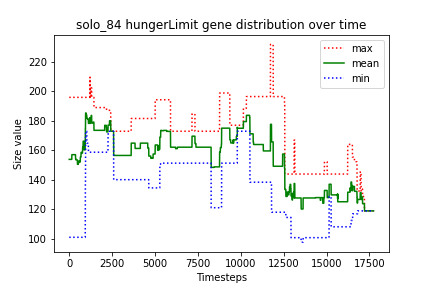 solo_84 hungerLimit gene distribution over time
max
mean
min
Size value
220
200
180
160
140
120
100
0 2500 5000 7500 10000 12500 15000 17500
Timesteps